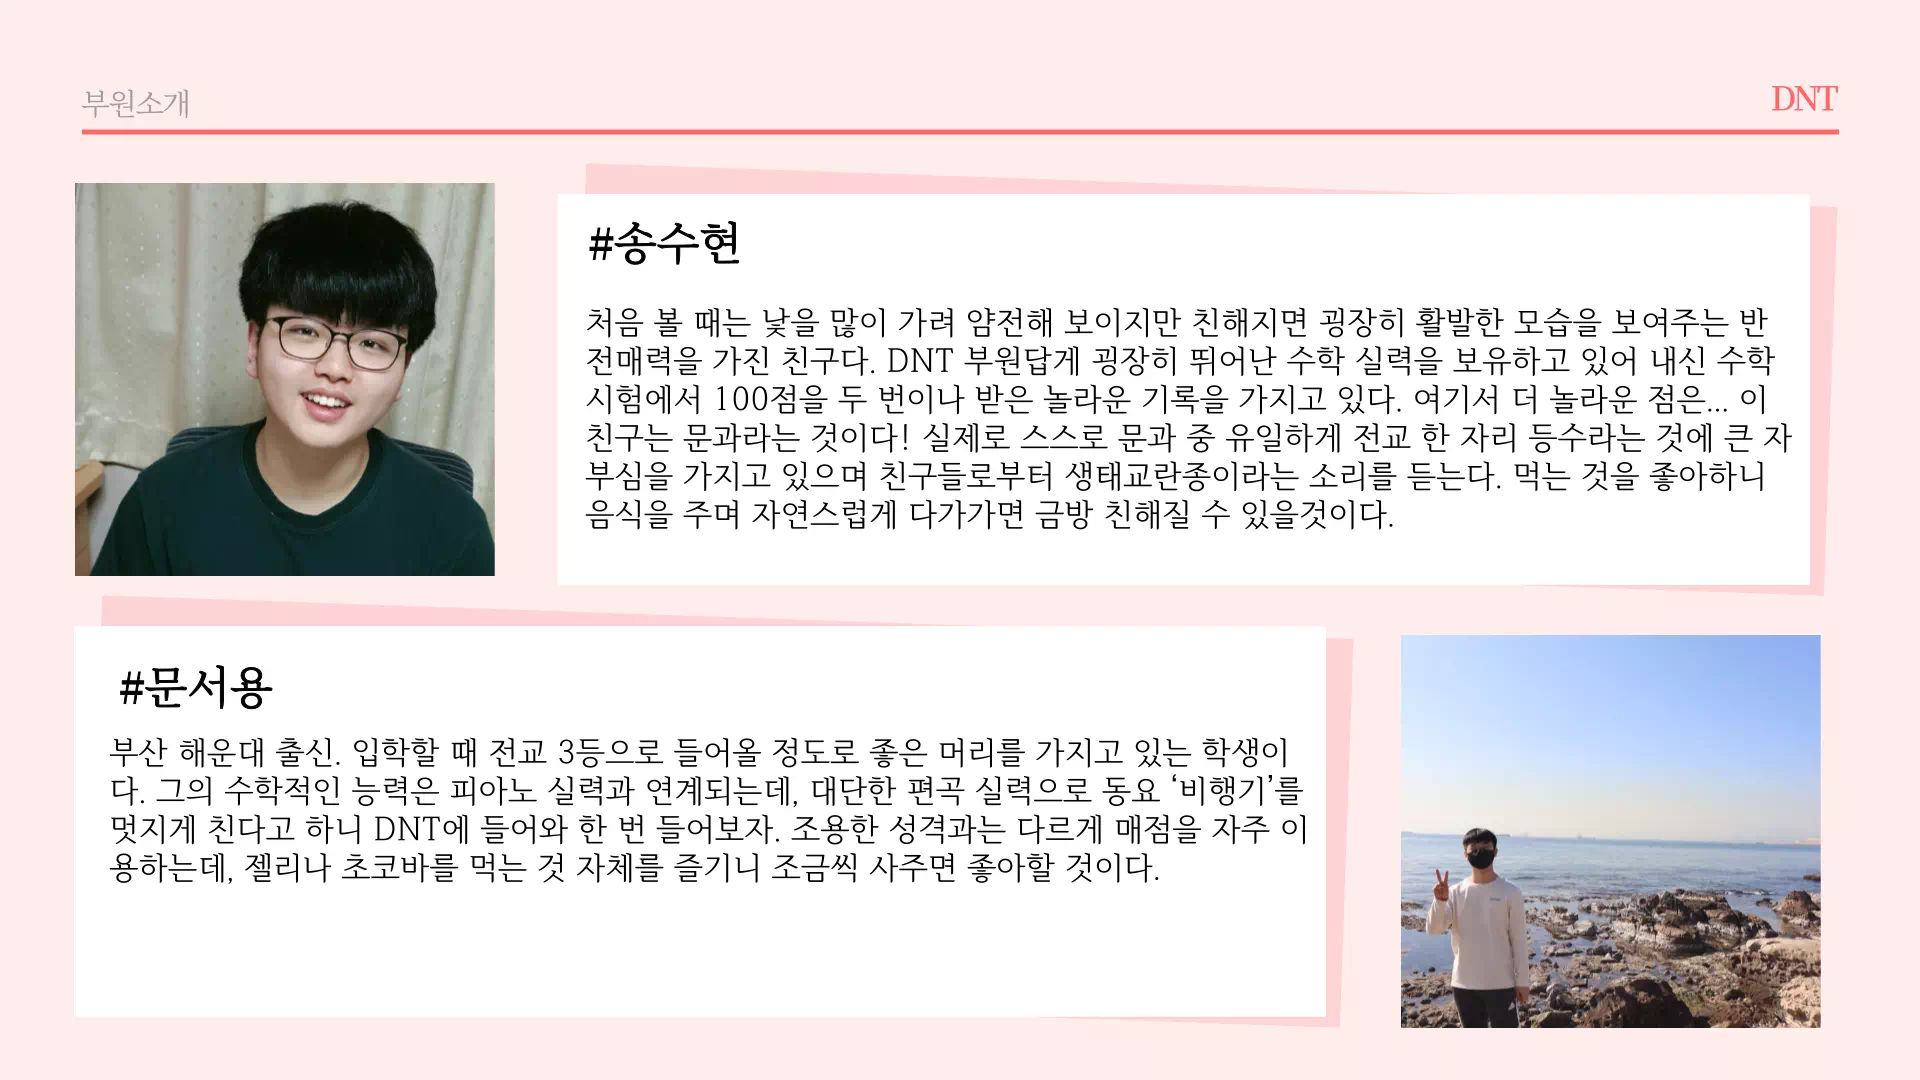 부원소개
DNT
#송수현
처음 볼 때는 낯을 많이 가려 얌전해 보이지만 친해지면 굉장히 활발한 모습을 보여주는 반
전매력을 가진 친구다. DNT 부원답게 굉장히 뛰어난 수학 실력을 보유하고 있어 내신 수학
시험에서 100점을 두 번이나 받은 놀라운 기록을 가지고 있다. 여기서 더 놀라운 점은... 이
친구는 문과라는 것이다! 실제로 스스로 문과 중 유일하게 전교 한 자리 등수라는 것에 큰 자
부심을 가지고 있으며 친구들로부터 생태교란종이라는 소리를 듣는다. 먹는 것을 좋아하니
음식을 주며 자연스럽게 다가가면 금방 친해질 수 있을것이다.
#문서용
부산 해운대 출신. 입학할 때 전교 3등으로 들어올 정도로 좋은 머리를 가지고 있는 학생이
다. 그의 수학적인 능력은 피아노 실력과 연계되는데, 대단한 편곡 실력으로 동요 ‘비행기’를
멋지게 친다고 하니 DNT에 들어와 한 번 들어보자. 조용한 성격과는 다르게 매점을 자주 이
용하는데, 젤리나 초코바를 먹는 것 자체를 즐기니 조금씩 사주면 좋아할 것이다.